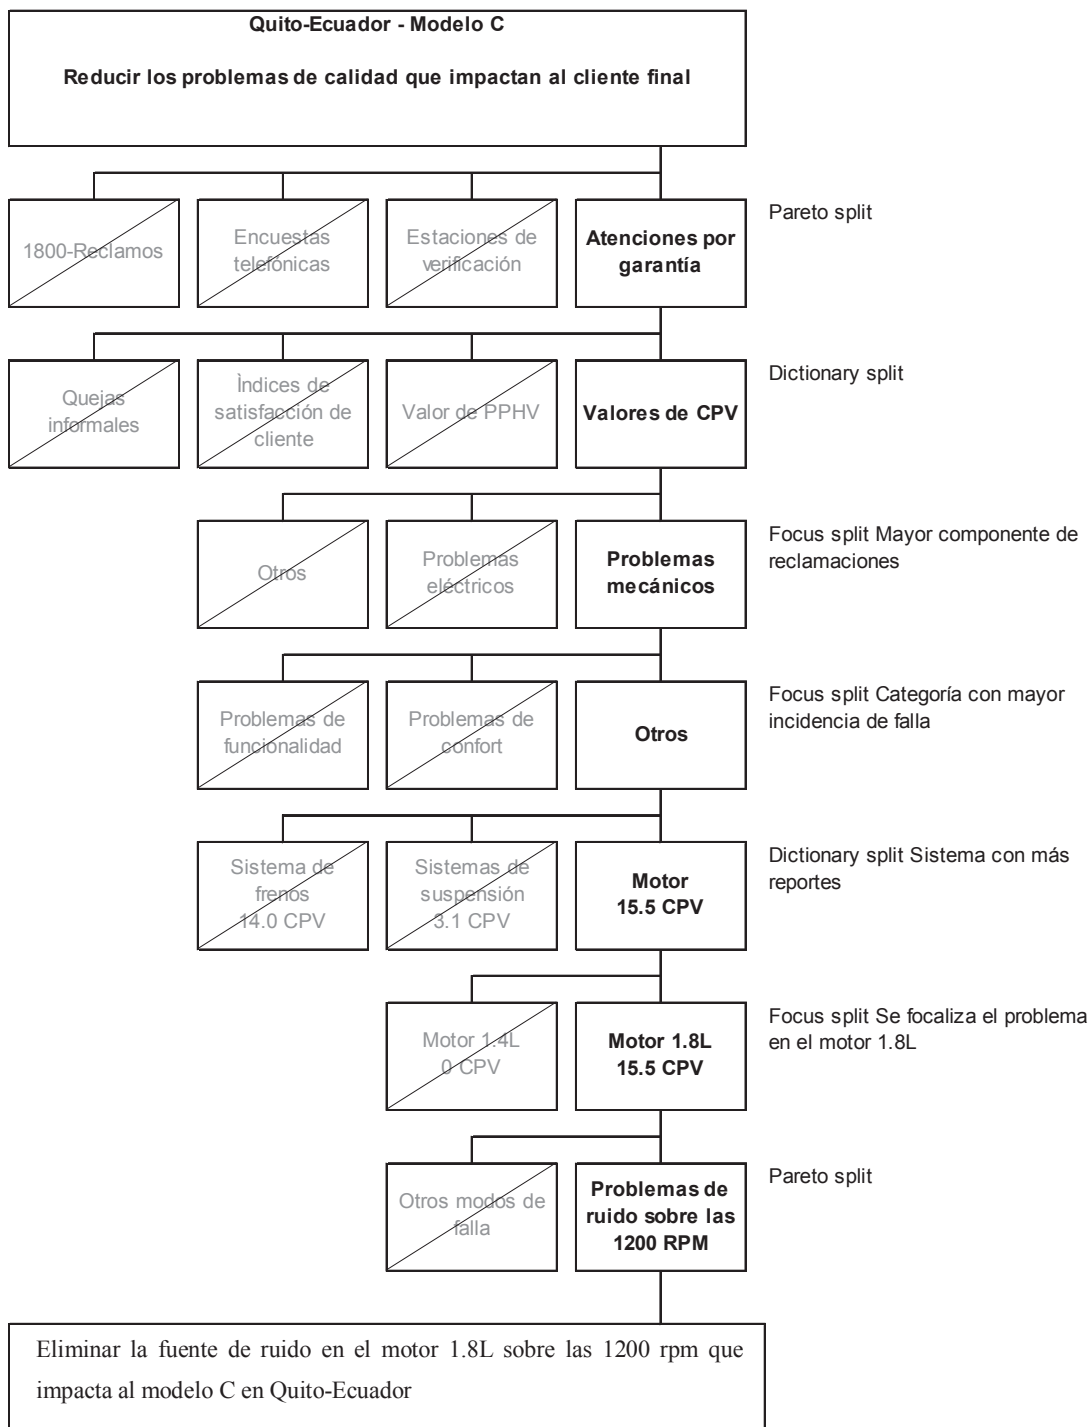 Quito-Ecuador - Modelo C
Reducir los problemas de calidad que impactan al cliente final
1800-Reclamos
Encuestas
telefónicas
Estaciones de
verificación
Atenciones por
garantía
Pareto split
Quejas
informales
Ìndices de
satisfacción de
cliente
Valor de PPHV
Valores de CPV
Dictionary split
Otros
Problemas
eléctricos
Problemas
mecánicos
Focus split Mayor componente de
reclamaciones
Problemas de
funcionalidad
Problemas de
confort
Otros
Focus split Categoría con mayor
incidencia de falla
Sistema de
frenos
14.0 CPV
Sistemas de
suspensión
3.1 CPV
Motor
15.5 CPV
Dictionary split Sistema con más
reportes
Motor 1.4L
0 CPV
Motor 1.8L
15.5 CPV
Focus split Se focaliza el problema
en el motor 1.8L
Otros modos de
falla
Problemas de
ruido sobre las
1200 RPM
Pareto split
Eliminar la fuente de ruido en el motor 1.8L sobre las 1200 rpm que
impacta al modelo C en Quito-Ecuador